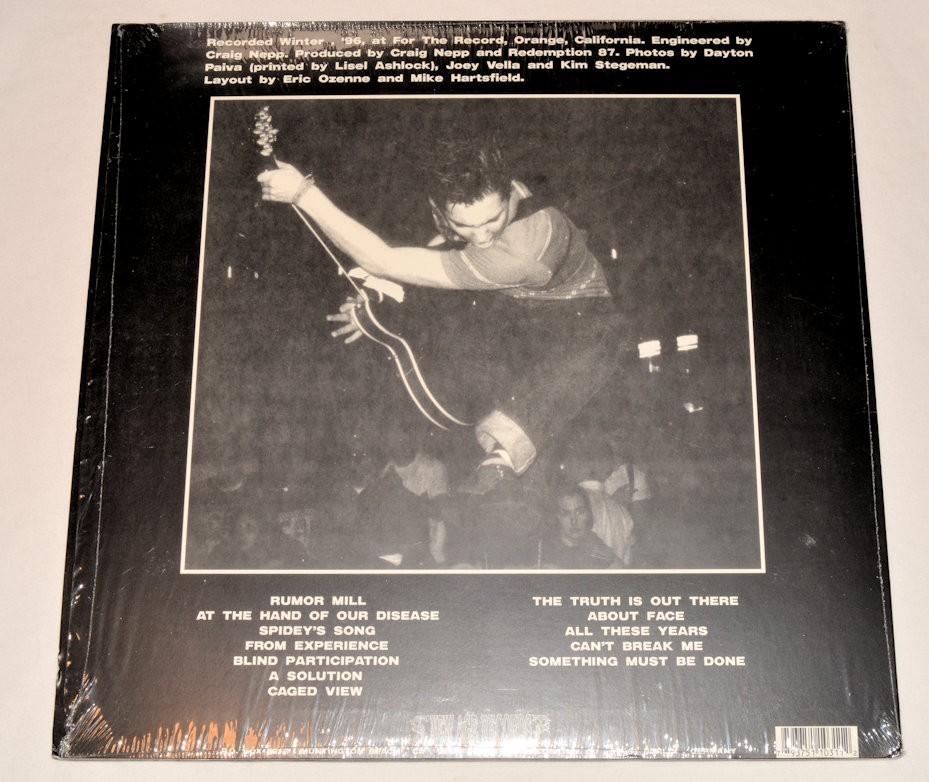 Recorded Winter , '96, at For The Record, Orange, California. Engineered by
Craig Nepp. Produced by Craig Nepp and Redemption 87. Photos by Dayton
Paiva (printed by Lisel Ashlock), Joey Vella and Kim Stegeman.
Layout by Eric Ozenne and Mike Hartsfield.
RUMOR MILL
AT THE HAND OF OUR DISEASE
SPIDEY'S SONG
FROM EXPERIENCE
BLIND PARTICIPATION
A SOLUTION
CAGED VIEW
THE TRUTH IS OUT THERE
ABOUT FACE
ALL THESE YEARS
CAN'T BREAK ME
SOMETHING MUST BE DONE
GERMANY